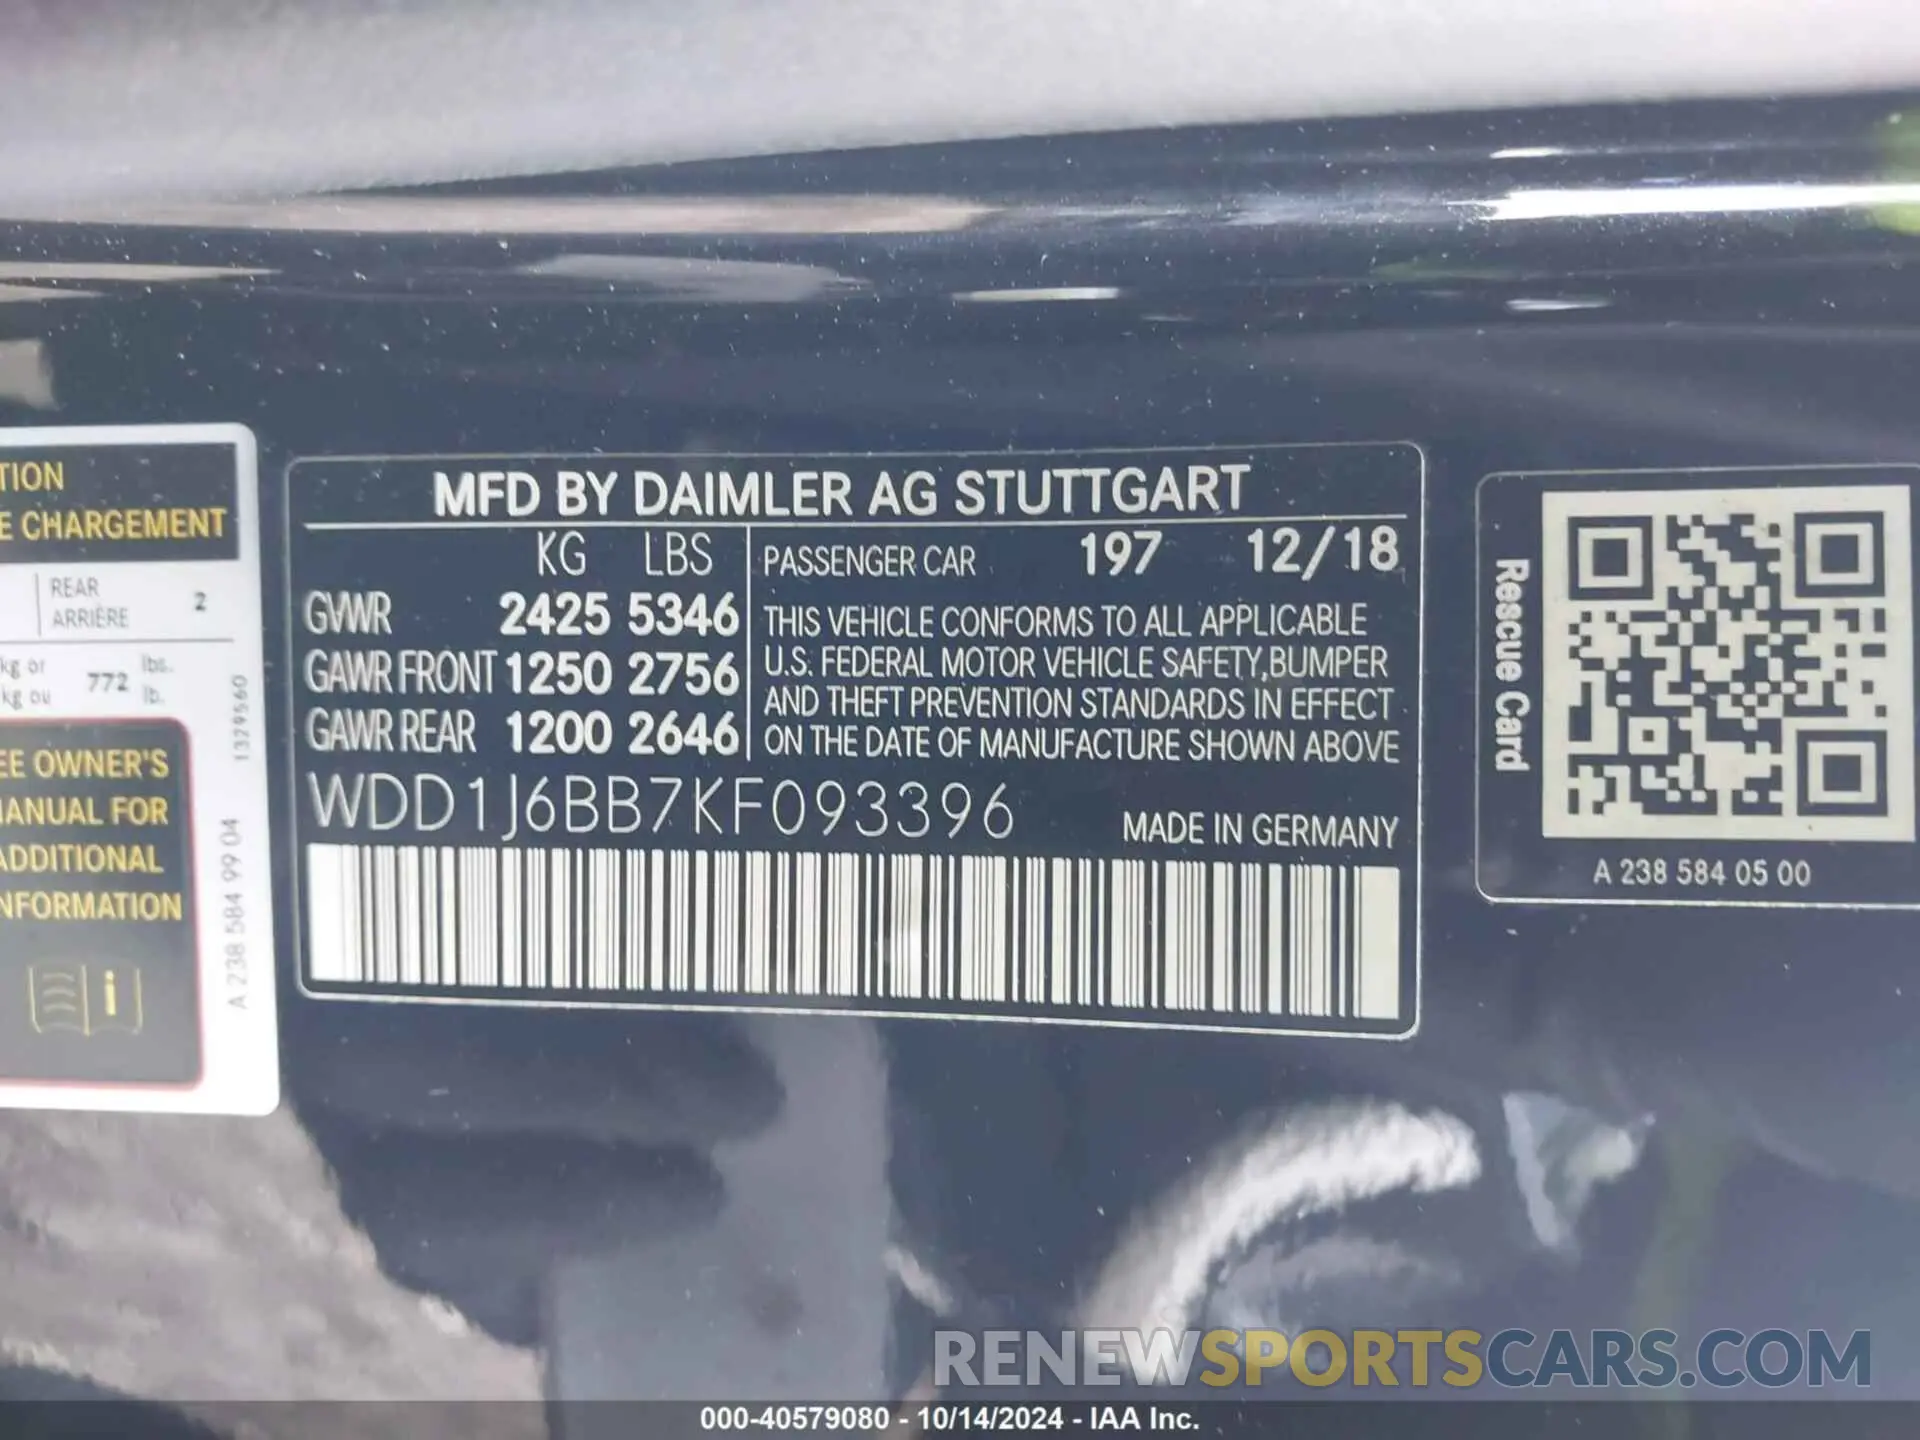 TION
E CHARGEMENT
REAR
ARRIÈRE 2
kg or
kg ou 772 lbs.
lb.
EE OWNER'S
MANUAL FOR
ADDITIONAL
NFORMATION
i
A 238 584 99 04
1329560
MFD BY DAIMLER AG STUTTGART
KG LBS
GVWR 2425 5346
GAWR FRONT 1250 2756
GAWR REAR 1200 2646
PASSENGER CAR 197 12/18
THIS VEHICLE CONFORMS TO ALL APPLICABLE
U.S. FEDERAL MOTOR VEHICLE SAFETY,BUMPER
AND THEFT PREVENTION STANDARDS IN EFFECT
ON THE DATE OF MANUFACTURE SHOWN ABOVE
WDD1J6BB7KF093396
MADE IN GERMANY
Rescue Card
A 238 584 05 00
RENEWSPORTSCARS.COM
000-40579080 - 10/14/2024 - IAA Inc.